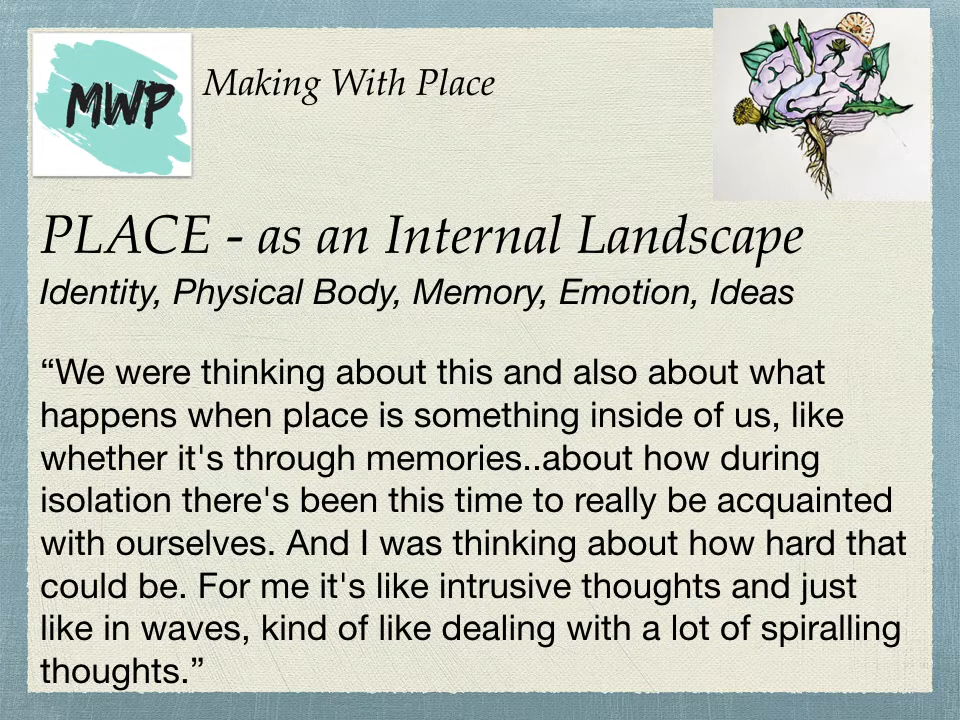 MWP
Making With Place
PLACE - as an Internal Landscape
Identity, Physical Body, Memory, Emotion, Ideas
“We were thinking about this and also about what
happens when place is something inside of us, like
whether it's through memories..about how during
isolation there's been this time to really be acquainted
with ourselves. And I was thinking about how hard that
could be. For me it's like intrusive thoughts and just
like in waves, kind of like dealing with a lot of spiralling
thoughts.”